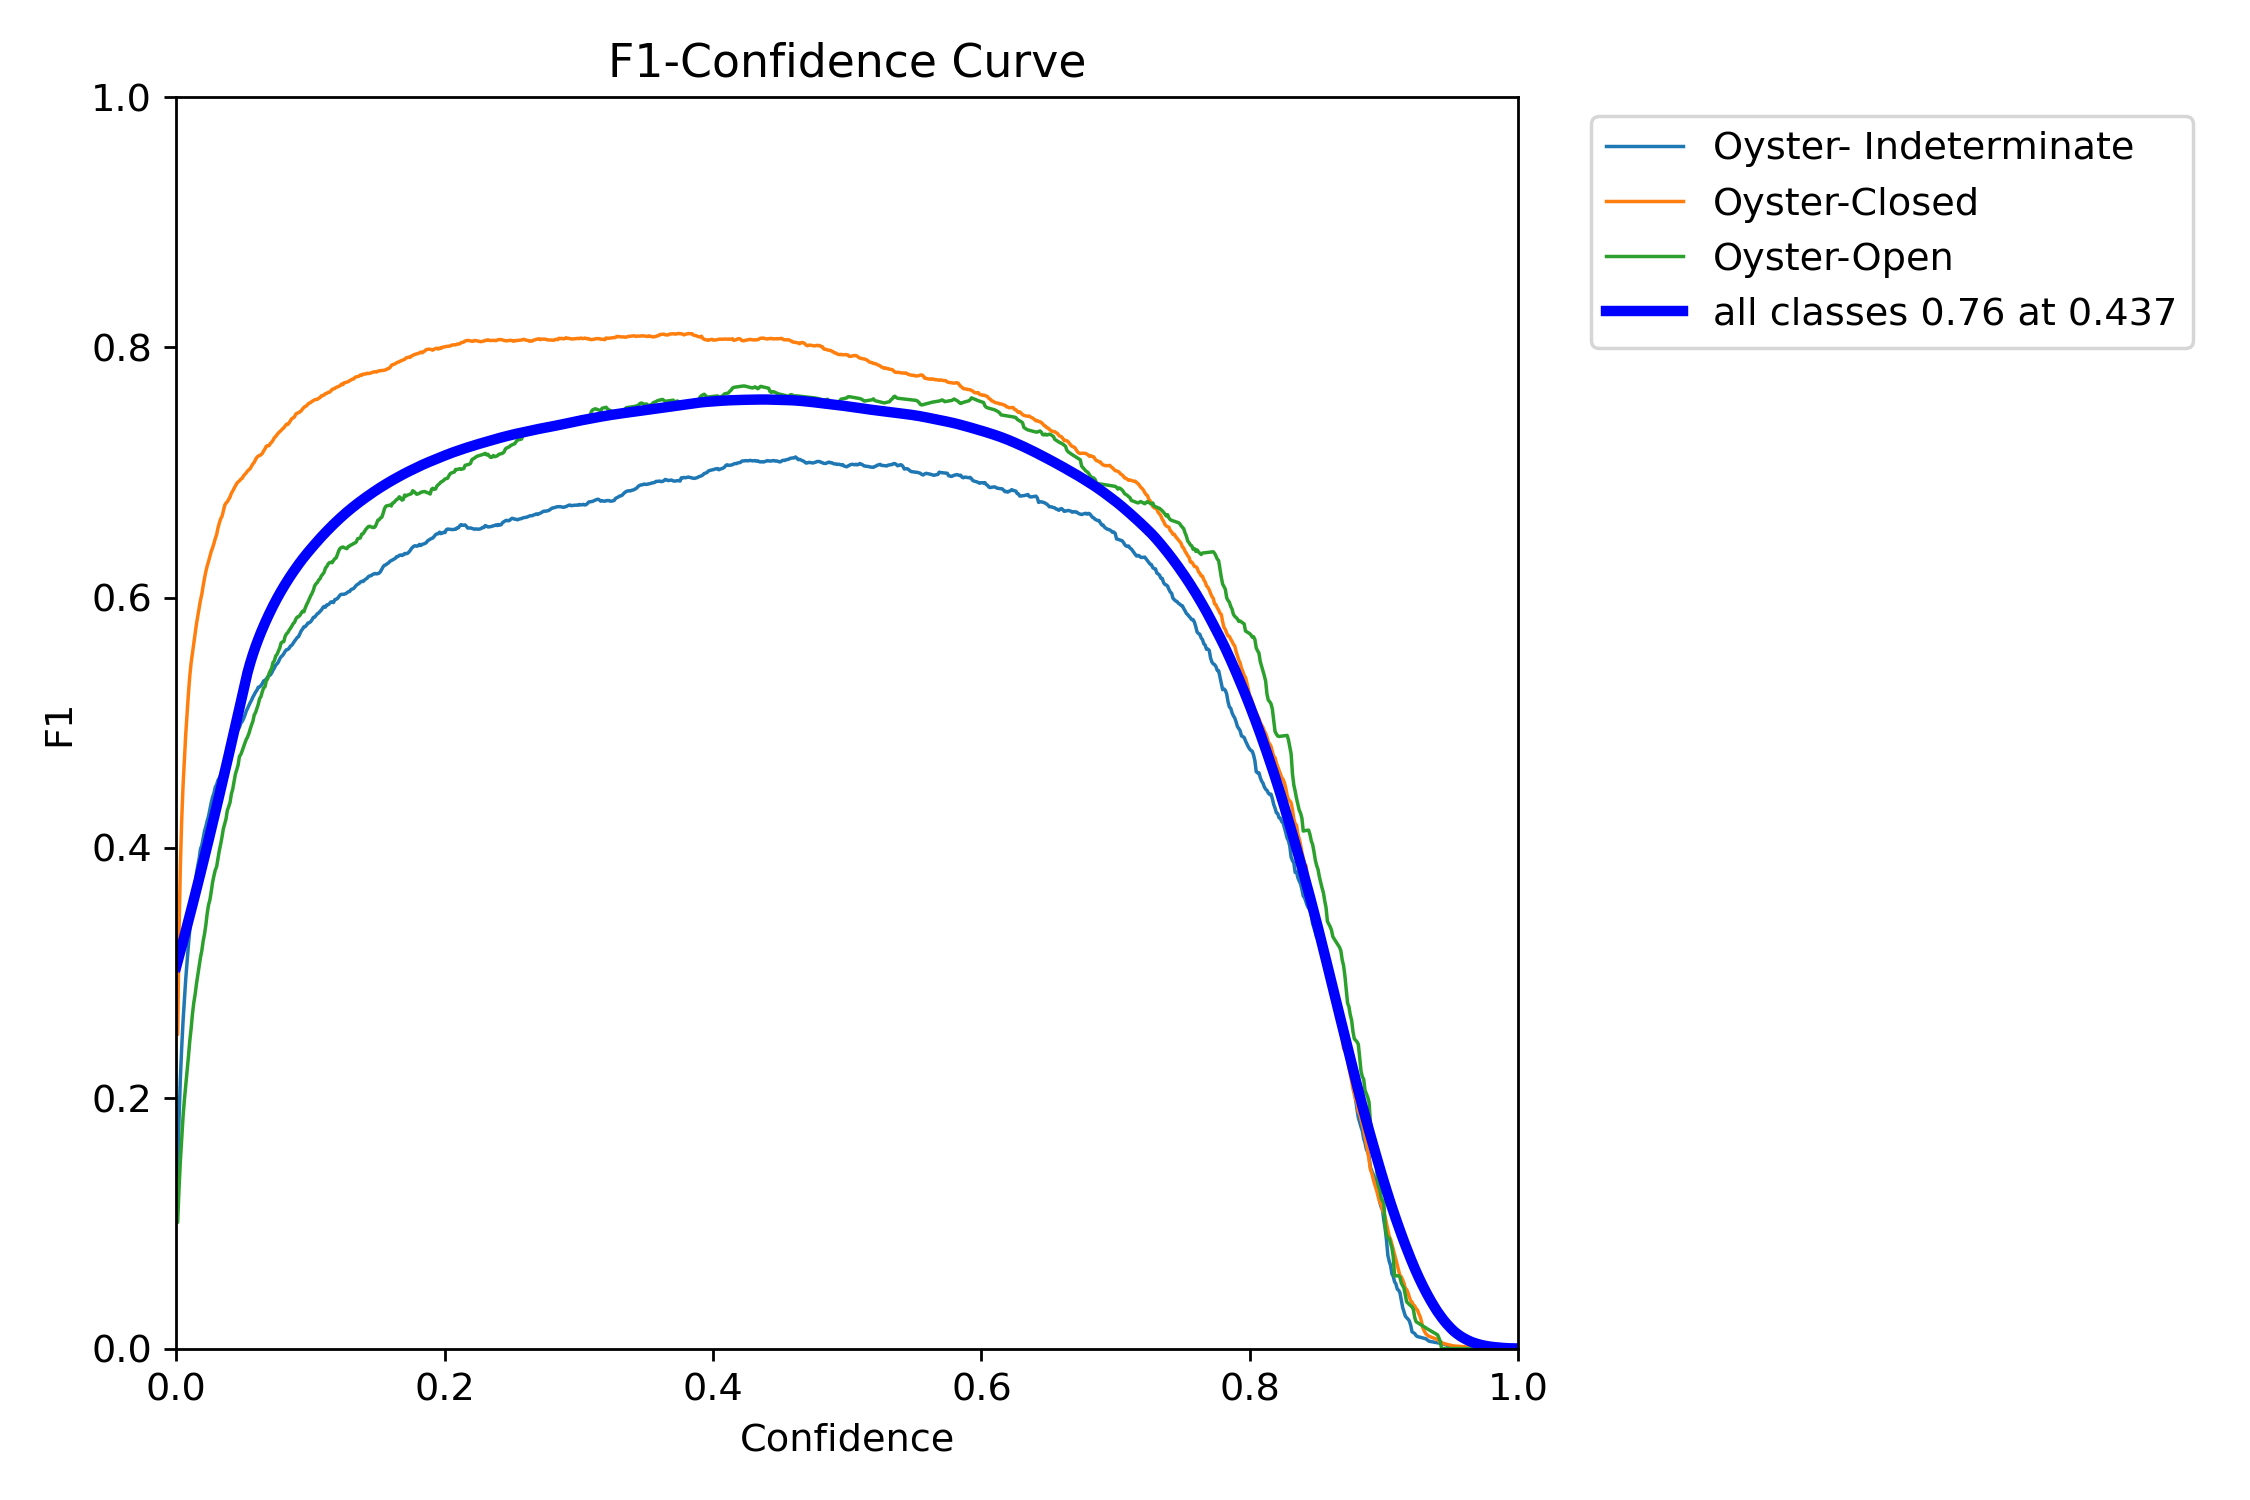 F1-Confidence Curve
1.0
0.8
0.6
0.4
0.2
0.0
F1
0.0 0.2 0.4 0.6 0.8 1.0
Confidence
Oyster- Indeterminate
Oyster-Closed
Oyster-Open
all classes 0.76 at 0.437